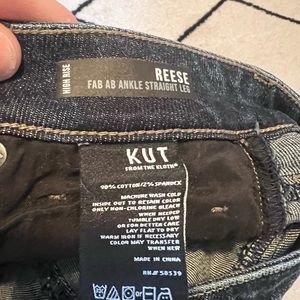 HIGH RISE
REESE
FAB AB ANKLE STRAIGHT LEG
KUT
FROM THE KLOTH®
98% COTTON/2% SPANDEX
MACHINE WASH COLD
INSIDE OUT TO RETAIN COLOR
ONLY NON-CHLORINE BLEACH
WHEN NEEDED
TUMBLE DRY LOW
OR FOR BETTER CARE
LAY FLAT TO DRY
WARM IRON IF NECESSARY
COLOR MAY TRANSFER
WHEN NEW
MADE IN CHINA
RN# 58539